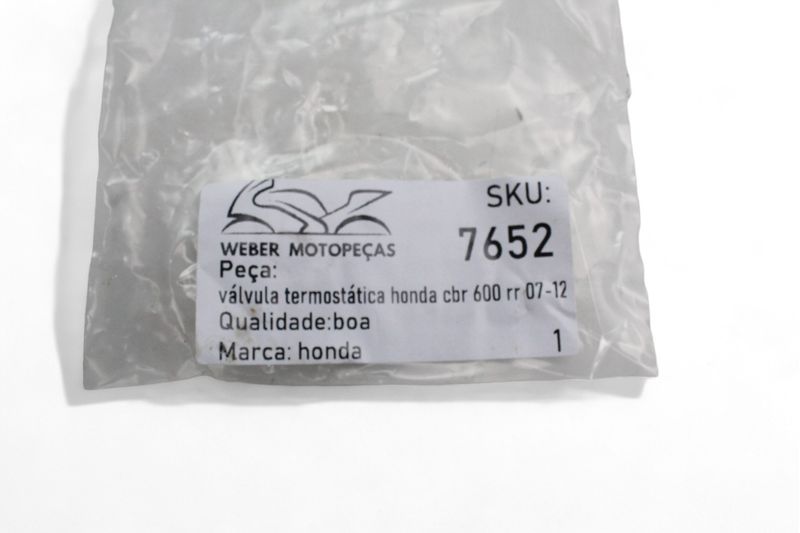 WEBER MOTOPEÇAS
SKU:
7652
Peça:
válvula termostática honda cbr 600 rr 07-12
Qualidade:boa
Marca: honda
1